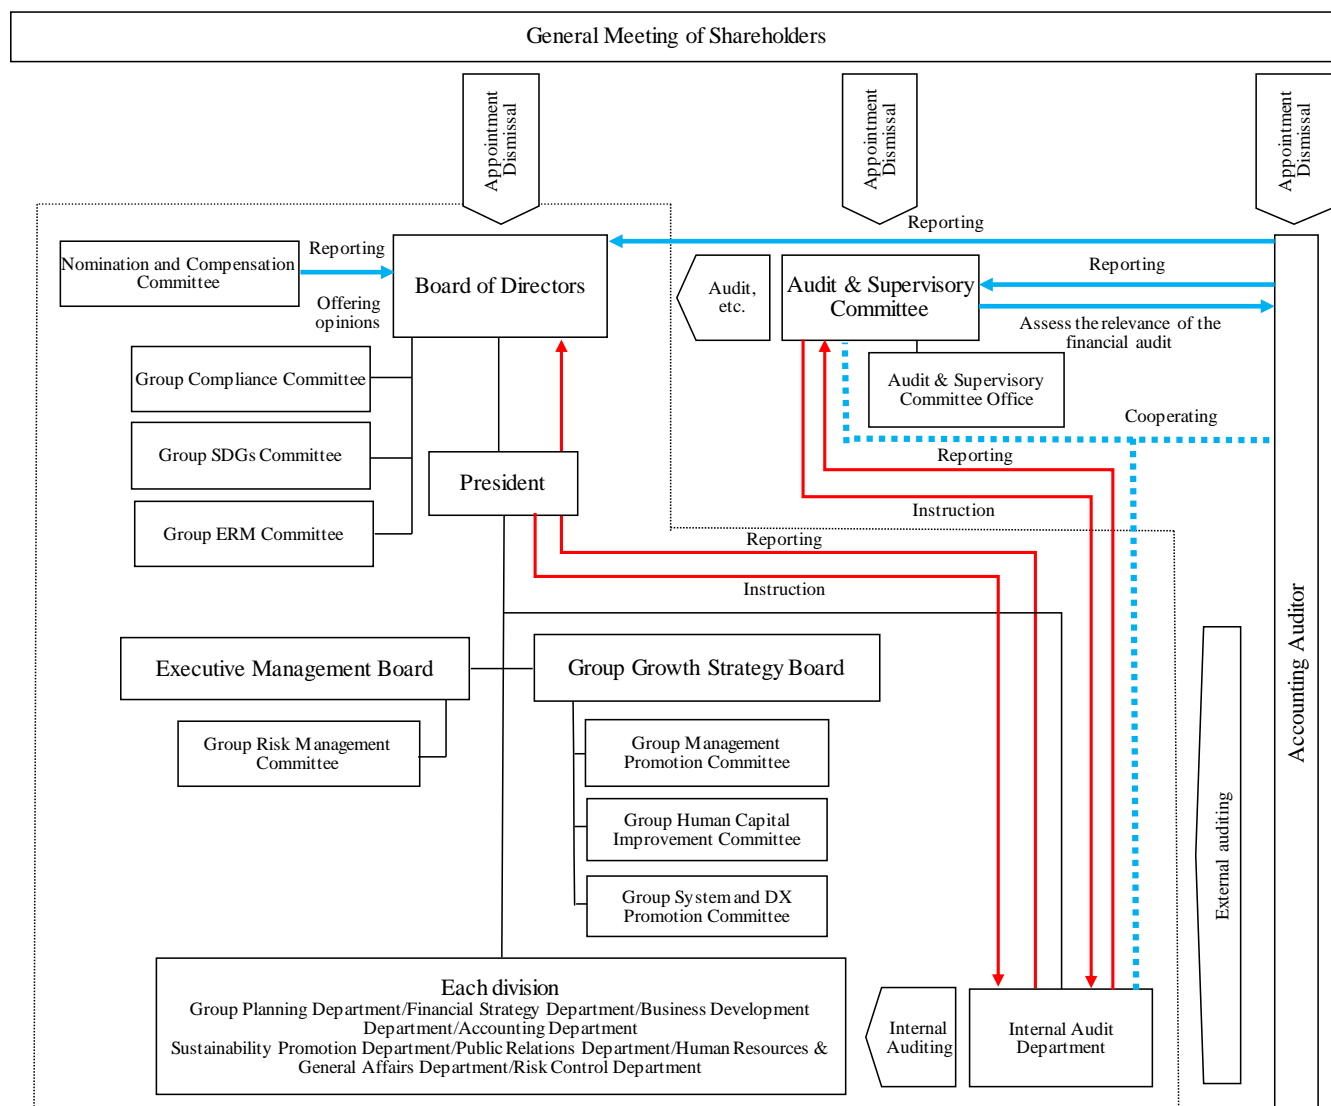 General Meeting of Shareholders
Appointment
Dismissal
Appointment
Dismissal
Appointment
Dismissal
Nomination and Compensation
Committee
Reporting
Offering
opinions
Board of Directors
Audit,
etc.
Audit & Supervisory
Committee
Reporting
Reporting
Assess the relevance of the
financial audit
Group Compliance Committee
Audit & Supervisory
Committee Office
Cooperating
Group SDGs Committee
President
Reporting
Instruction
Group ERM Committee
Reporting
Instruction
Accounting Auditor
Executive Management Board
Group Growth Strategy Board
Group Risk Management
Committee
Group Management
Promotion Committee
Group Human Capital
Improvement Committee
Group System and DX
Promotion Committee
External auditing
Each division
Group Planning Department/Financial Strategy Department/Business Development
Department/Accounting Department
Sustainability Promotion Department/Public Relations Department/Human Resources &
General Affairs Department/Risk Control Department
Internal
Auditing
Internal Audit
Department